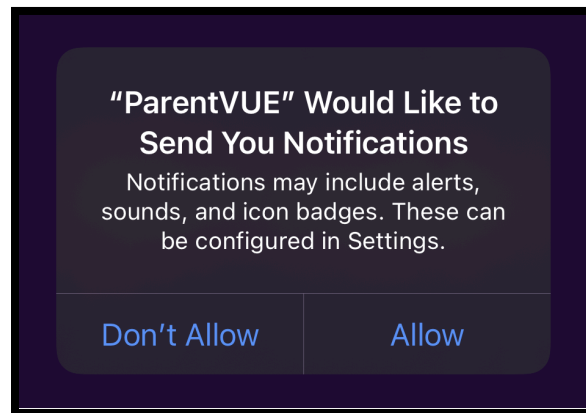 “ParentVUE” Would Like to
Send You Notifications
Notifications may include alerts,
sounds, and icon badges. These can
be configured in Settings.
Don’t Allow
Allow